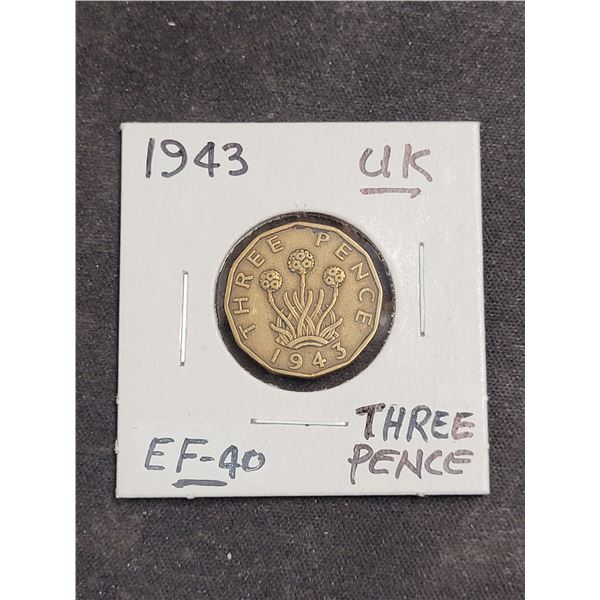 1943 UK
THREE PENCE
1943
EF-40
THREE
PENCE